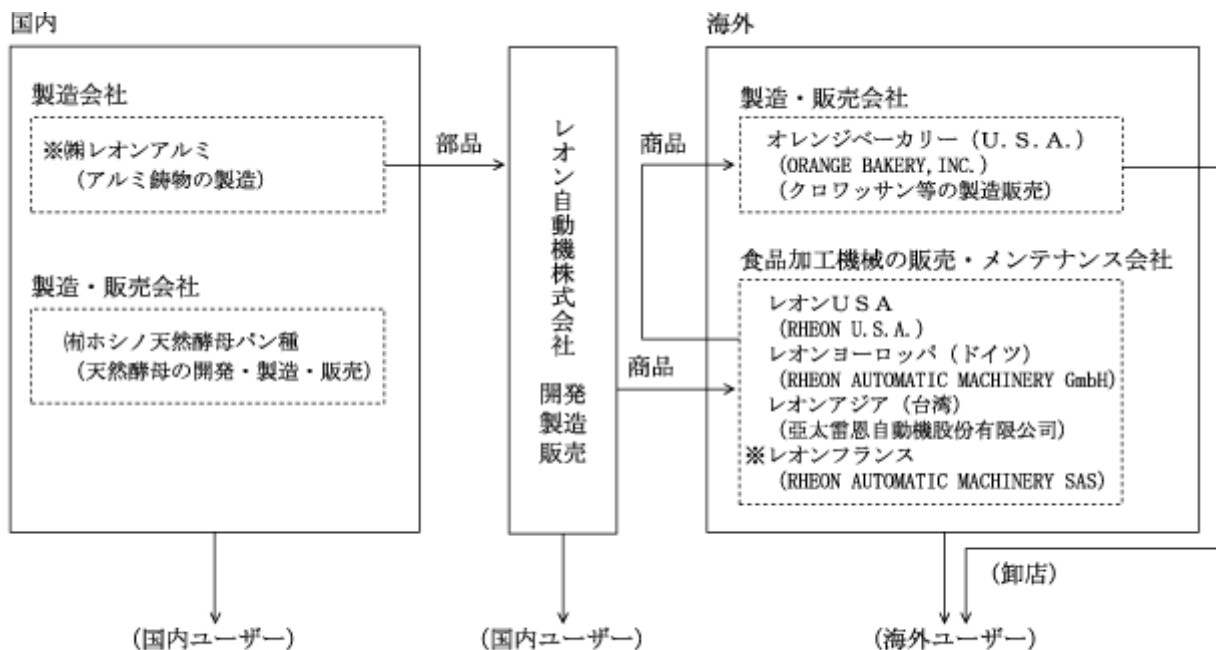 国内
製造会社
※㈱レオンアルミ
(アルミ鋳物の製造)
製造・販売会社
㈲ホシノ天然酵母パン種
(天然酵母の開発・製造・販売)
(国内ユーザー)
部品
レオン自動機株式会社
開発
製造
販売
(国内ユーザー)
商品
商品
海外
製造・販売会社
オレンジベーカリー(U.S.A.)
(ORANGE BAKERY,INC.)
(クロワッサン等の製造販売)
食品加工機械の販売・メンテナンス会社
レオンUSA
(RHEON U.S.A.)
レオンヨーロッパ(ドイツ)
(RHEON AUTOMATIC MACHINERY GmbH)
レオンアジア(台湾)
(亞太雷恩自動機股份有限公司)
※レオンフランス
(RHEON AUTOMATIC MACHINERY SAS)
(卸店)
(海外ユーザー)